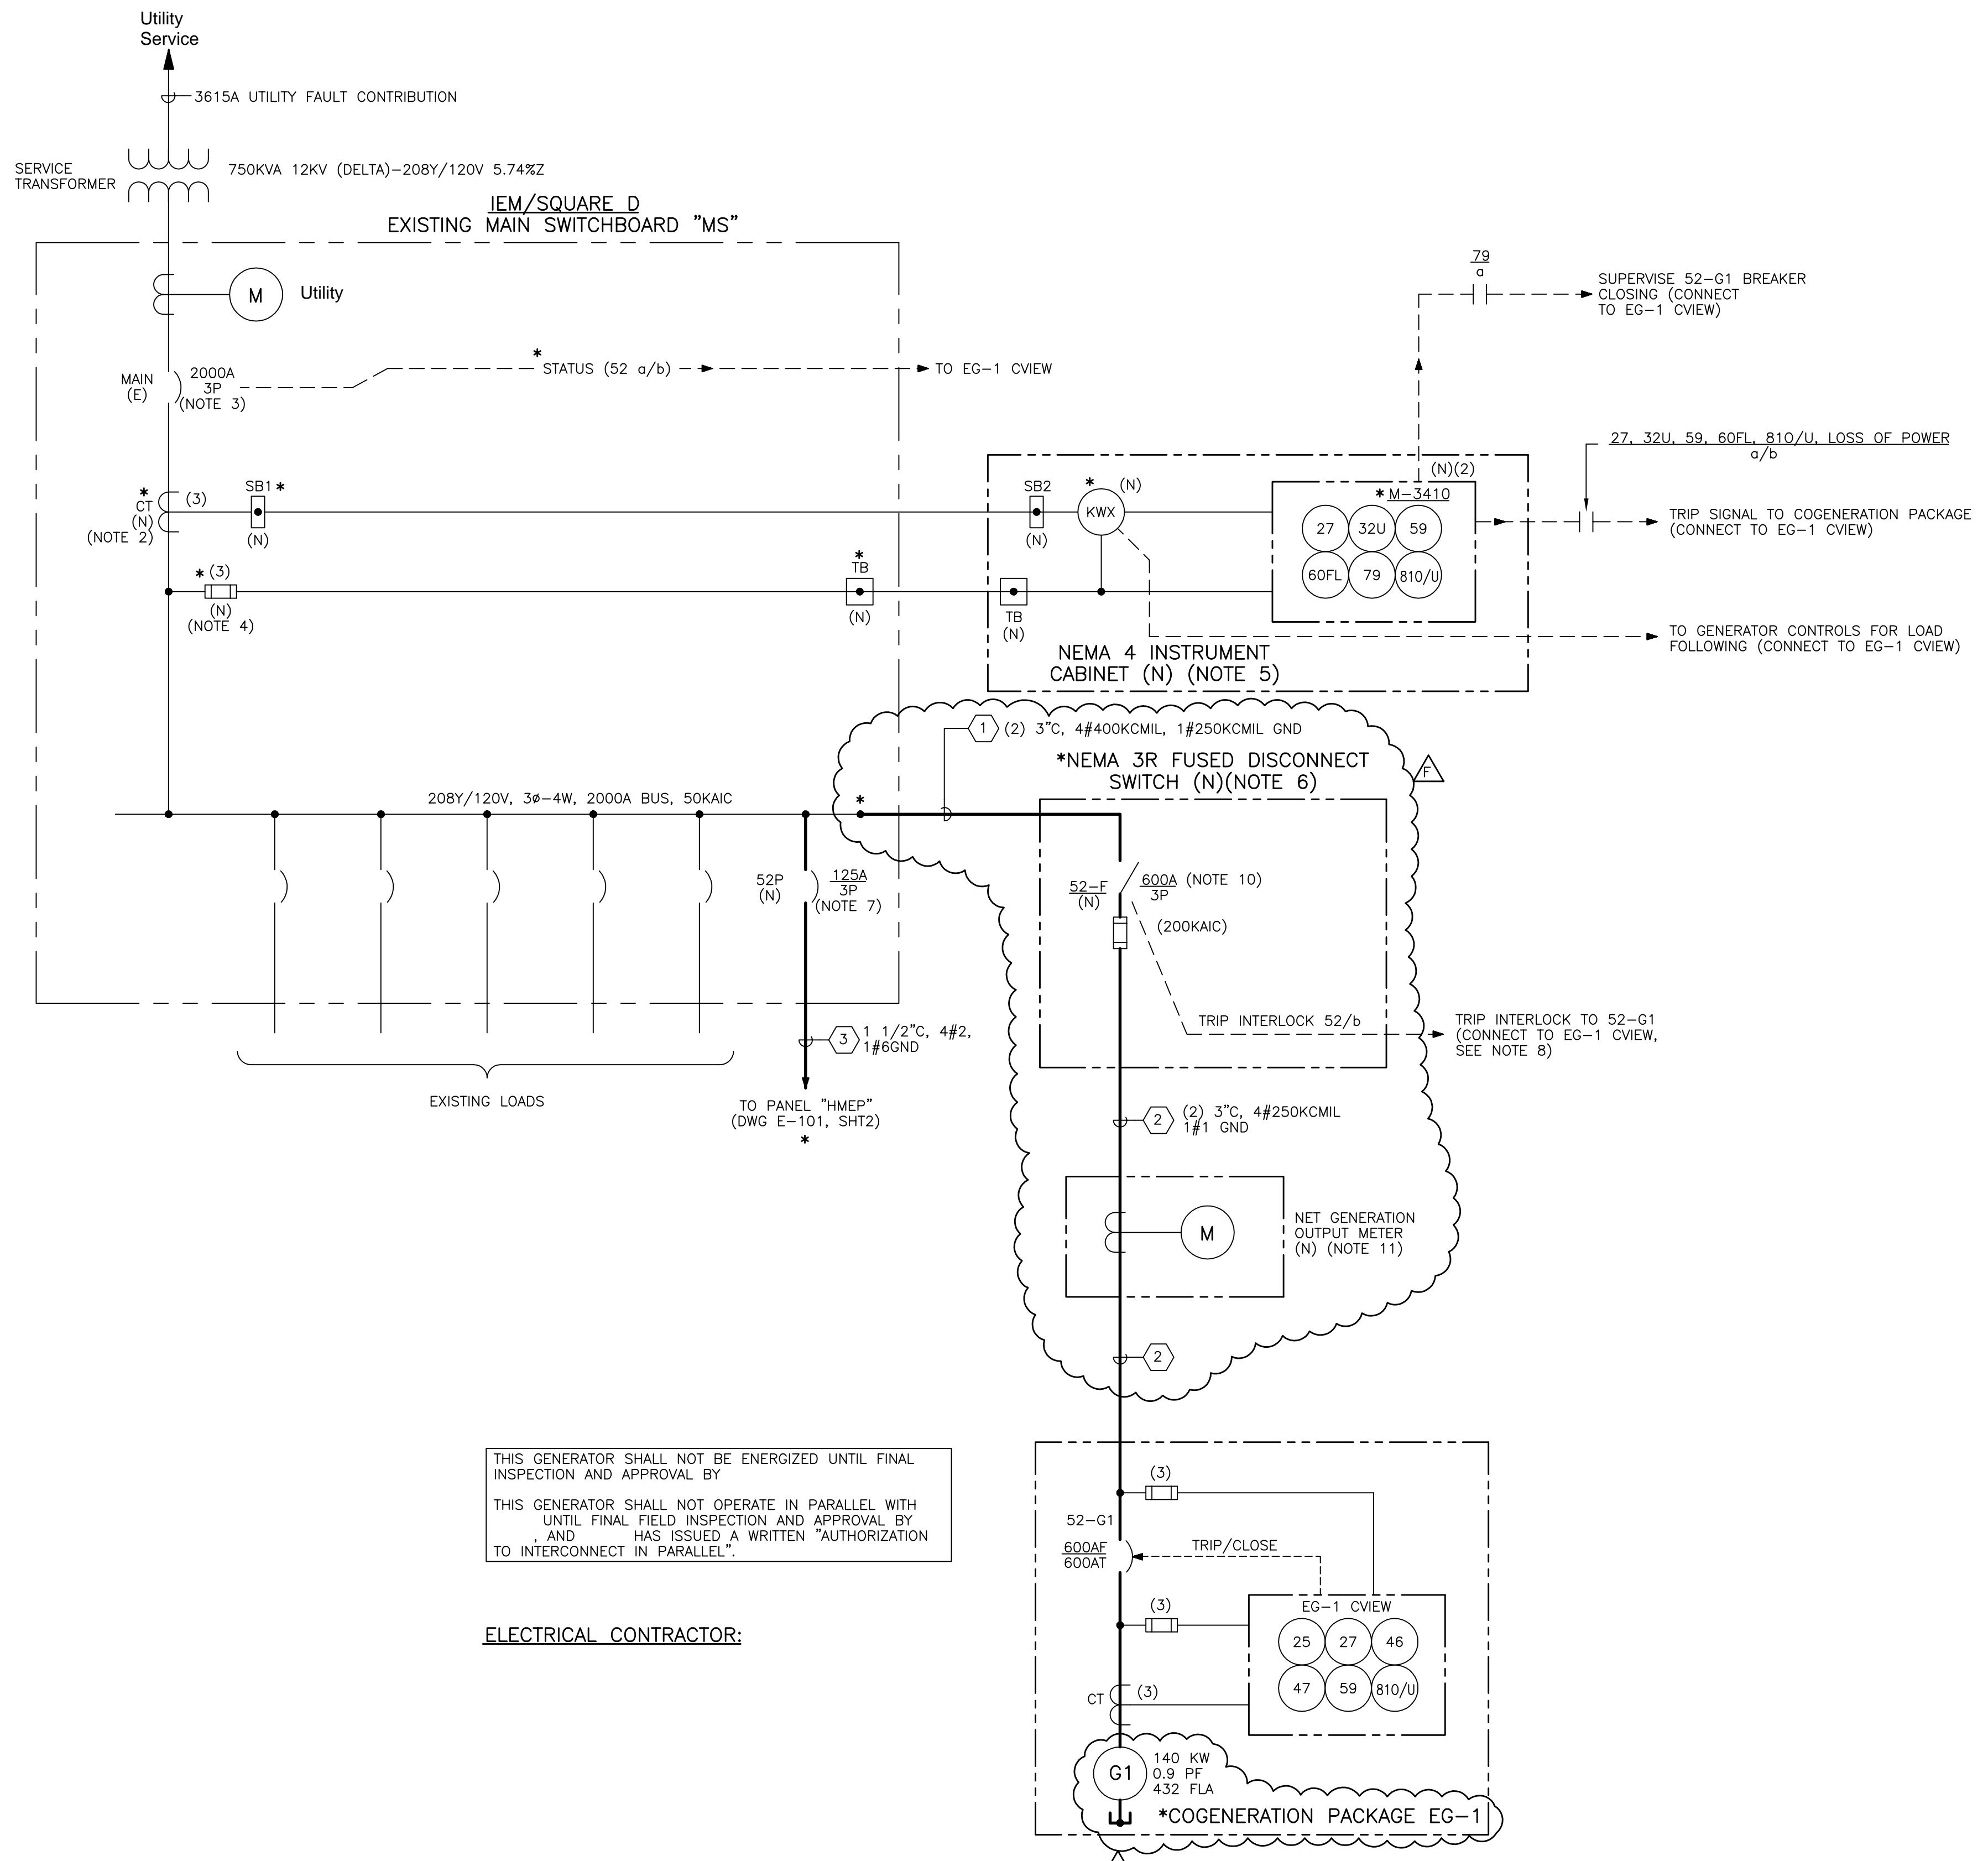 Utility
Service
3615A UTILITY FAULT CONTRIBUTION
SERVICE
TRANSFORMER
750KVA 12KV (DELTA)-208Y/120V 5.74%Z
IEM/SQUARE D
EXISTING MAIN SWITCHBOARD "MS"
M
Utility
MAIN
(E)
2000A
3P
(NOTE 3)
*
STATUS (52 a/b)
TO EG-1 CVIEW
79
a
SUPERVISE 52-G1 BREAKER
CLOSING (CONNECT
TO EG-1 CVIEW)
27, 32U, 59, 60FL, 81O/U, LOSS OF POWER
a/b
*
CT
(N)
(NOTE 2)
(3)
SB1 *
(N)
SB2
(N)
*
(N)
KWX
(N)(2)
* M-3410
27
32U
59
60FL
79
81O/U
TRIP SIGNAL TO COGENERATION PACKAGE
(CONNECT TO EG-1 CVIEW)
* (3)
(N)
(NOTE 4)
*
TB
(N)
TB
(N)
TO GENERATOR CONTROLS FOR LOAD
FOLLOWING (CONNECT TO EG-1 CVIEW)
NEMA 4 INSTRUMENT
CABINET (N) (NOTE 5)
1
(2) 3"C, 4#400KCMIL, 1#250KCMIL GND
*NEMA 3R FUSED DISCONNECT
SWITCH (N)(NOTE 6)
F
208Y/120V, 3ø-4W, 2000A BUS, 50KAIC
*
52P
(N)
125A
3P
(NOTE 7)
52-F
(N)
600A (NOTE 10)
3P
(200KAIC)
TRIP INTERLOCK 52/b
TRIP INTERLOCK TO 52-G1
(CONNECT TO EG-1 CVIEW,
SEE NOTE 8)
3
1 1/2"C, 4#2,
1#6GND
EXISTING LOADS
TO PANEL "HMEP"
(DWG E-101, SHT2)
*
2
(2) 3"C, 4#250KCMIL
1#1 GND
M
NET GENERATION
OUTPUT METER
(N) (NOTE 11)
2
THIS GENERATOR SHALL NOT BE ENERGIZED UNTIL FINAL
INSPECTION AND APPROVAL BY
THIS GENERATOR SHALL NOT OPERATE IN PARALLEL WITH
UNTIL FINAL FIELD INSPECTION AND APPROVAL BY
, AND HAS ISSUED A WRITTEN "AUTHORIZATION
TO INTERCONNECT IN PARALLEL".
ELECTRICAL CONTRACTOR:
(3)
52-G1
600AF
600AT
TRIP/CLOSE
(3)
EG-1 CVIEW
25
27
46
47
59
81O/U
CT
(3)
G1
140 KW
0.9 PF
432 FLA
*COGENERATION PACKAGE EG-1